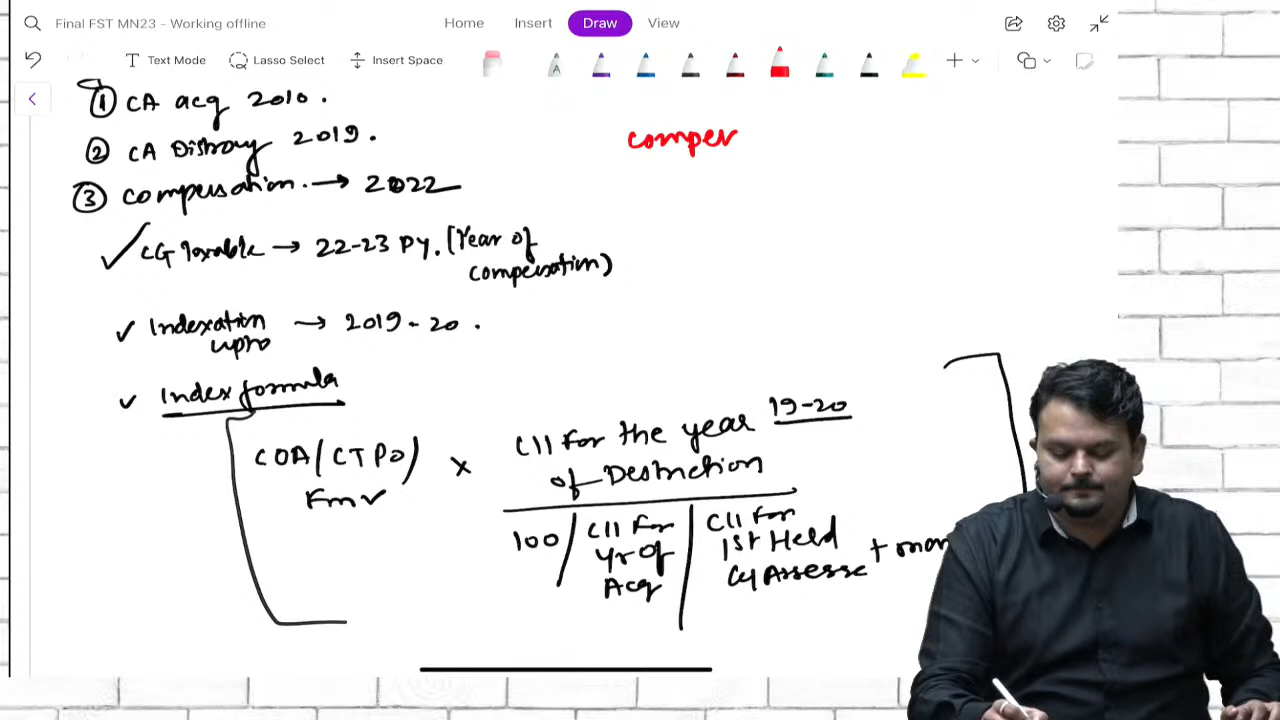 Final FST MN23 - Working offline
Home Insert Draw View
Text Mode Lasso Select Insert Space
① CA acq 2010.
② CA Distroy 2019.
③ Compensation. → 2022
CG Taxable → 22-23 PY. (Year of
compensation)
Indexation → 2019-20.
upto
Index formula
COA/CTPO/ × CII For the year 19-20
Fmv of Destruction
100 / CII For Yr of Acq | CII For 1st Held by Assesse
comper